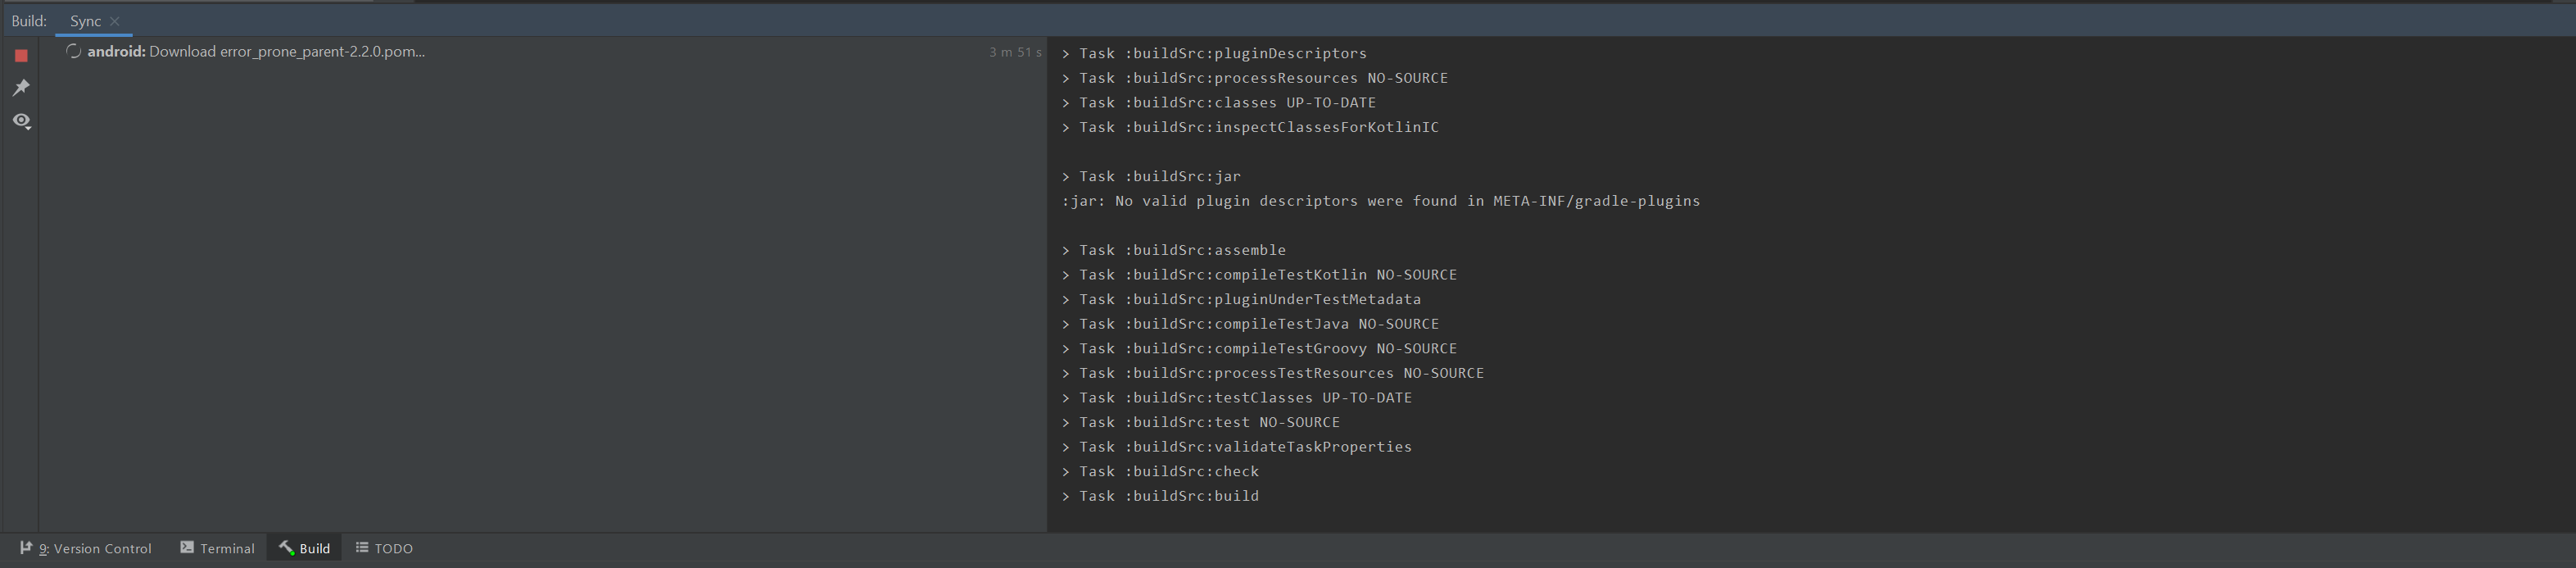 Build: Sync
android: Download error_prone_parent-2.2.0.pom... 3 m 51 s
> Task :buildSrc:pluginDescriptors
> Task :buildSrc:processResources NO-SOURCE
> Task :buildSrc:classes UP-TO-DATE
> Task :buildSrc:inspectClassesForKotlinIC
> Task :buildSrc:jar
:jar: No valid plugin descriptors were found in META-INF/gradle-plugins
> Task :buildSrc:assemble
> Task :buildSrc:compileTestKotlin NO-SOURCE
> Task :buildSrc:pluginUnderTestMetadata
> Task :buildSrc:compileTestJava NO-SOURCE
> Task :buildSrc:compileTestGroovy NO-SOURCE
> Task :buildSrc:processTestResources NO-SOURCE
> Task :buildSrc:testClasses UP-TO-DATE
> Task :buildSrc:test NO-SOURCE
> Task :buildSrc:validateTaskProperties
> Task :buildSrc:check
> Task :buildSrc:build
9: Version Control Terminal Build TODO